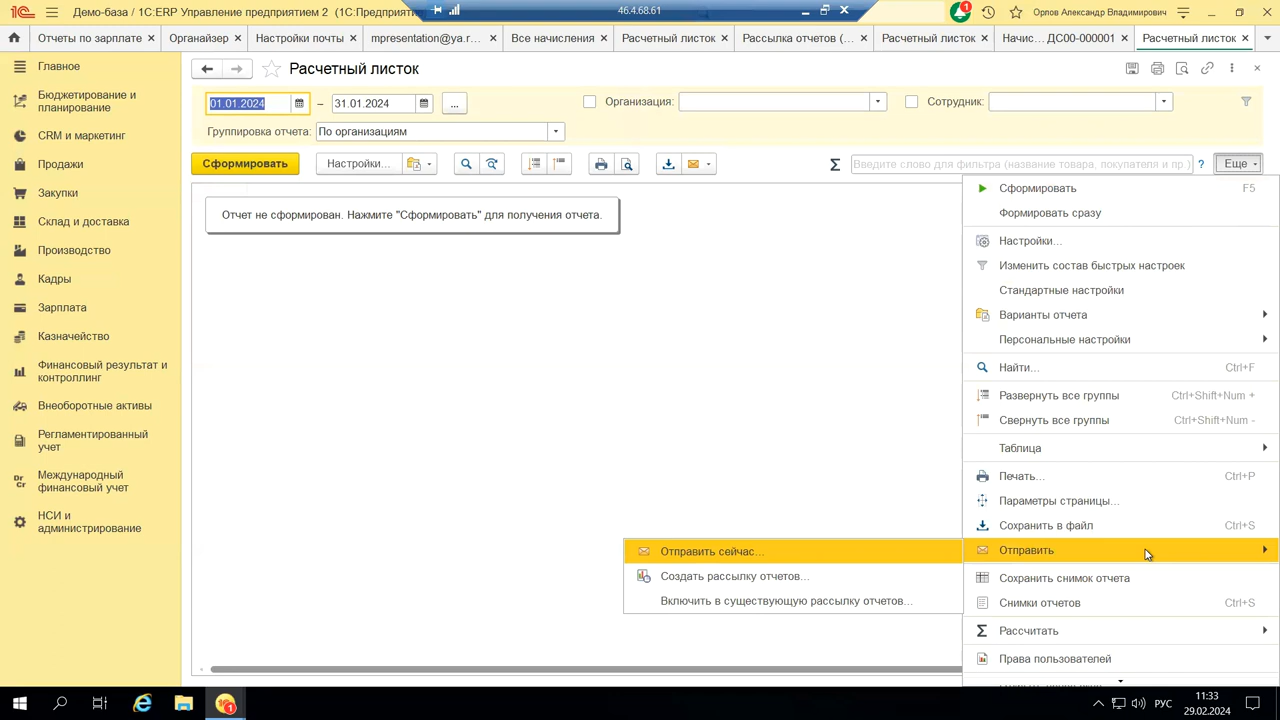 Демо-база / 1С:ERP Управление предприятием 2 (1С:Предприятие
46.4.68.61
1
Орлов Александр Владимирович
Отчеты по зарплате
Органайзер
Настройки почты
mpresentation@ya.r...
Все начисления
Расчетный листок
Рассылка отчетов (...
Расчетный листок
Начис... ДС00-000001
Расчетный листок
Главное
Бюджетирование и
планирование
CRM и маркетинг
Продажи
Закупки
Склад и доставка
Производство
Кадры
Зарплата
Казначейство
Финансовый результат и
контроллинг
Внеоборотные активы
Регламентированный
учет
Международный
финансовый учет
НСИ и
администрирование
Расчетный листок
01.01.2024 – 31.01.2024 ...
Организация:
Сотрудник:
Группировка отчета: По организациям
Сформировать
Настройки...
Введите слово для фильтра (название товара, покупателя и пр.)
?
Еще
Отчет не сформирован. Нажмите "Сформировать" для получения отчета.
Сформировать F5
Формировать сразу
Настройки...
Изменить состав быстрых настроек
Стандартные настройки
Варианты отчета
Персональные настройки
Найти... Ctrl+F
Развернуть все группы Ctrl+Shift+Num +
Свернуть все группы Ctrl+Shift+Num -
Таблица
Печать... Ctrl+P
Параметры страницы...
Сохранить в файл Ctrl+S
Отправить
Сохранить снимок отчета
Снимки отчетов Ctrl+S
Рассчитать
Права пользователей
Отправить сейчас...
Создать рассылку отчетов...
Включить в существующую рассылку отчетов...
1
РУС
11:33
29.02.2024